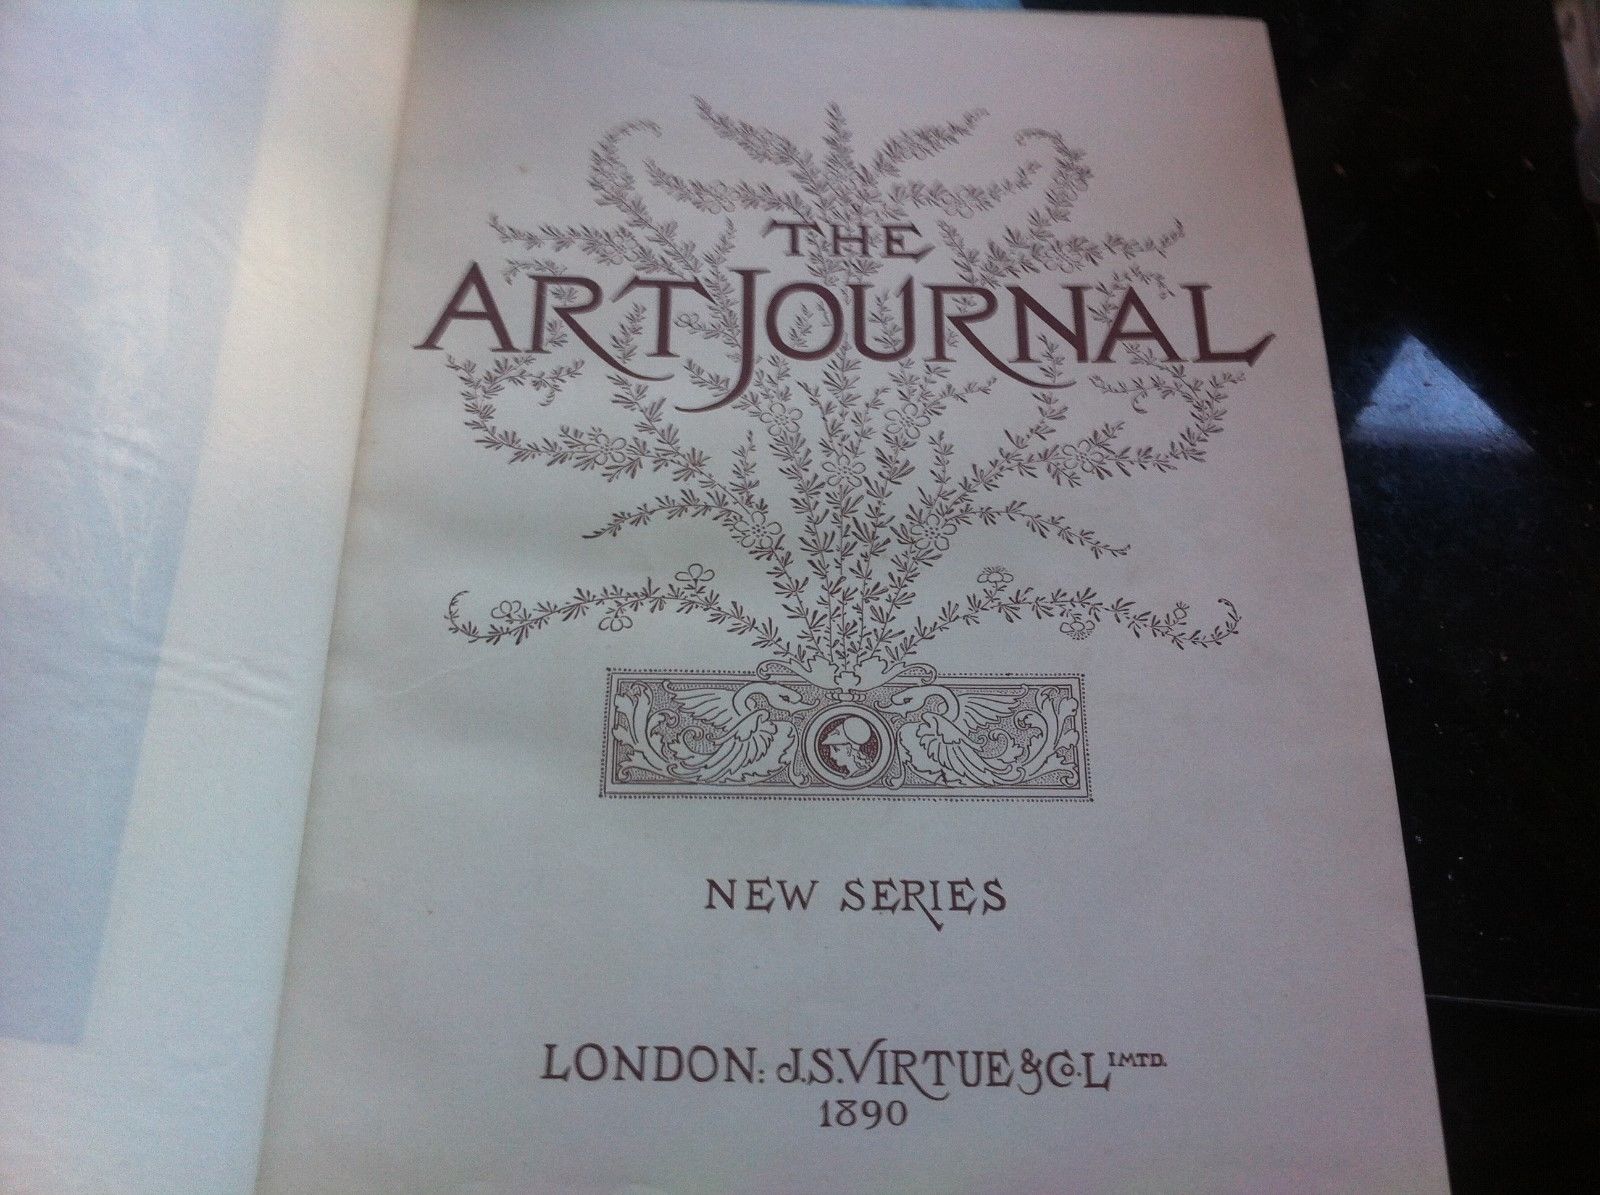 THE
ART JOURNAL
NEW SERIES
LONDON: J.S. VIRTUE & Co. LIMTD.
1890